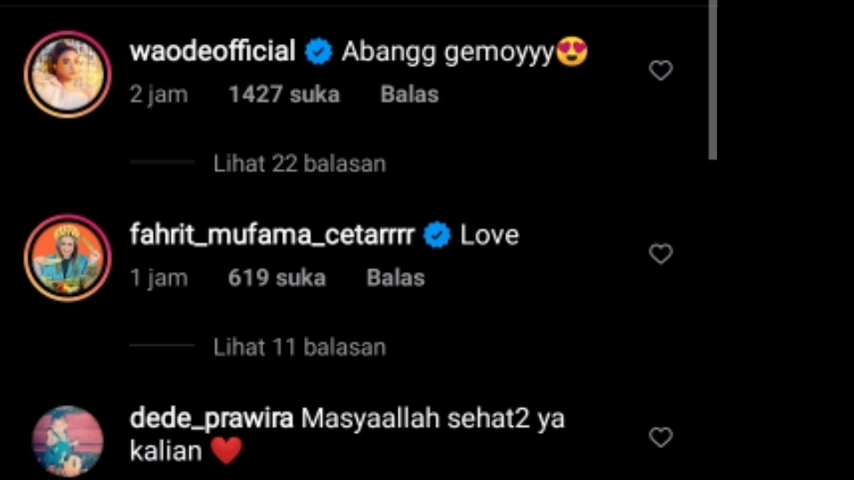 waodeofficial Abangg gemoyyy😍
2 jam 1427 suka Balas
Lihat 22 balasan
fahrit_mufama_cetarrrr Love
1 jam 619 suka Balas
Lihat 11 balasan
dede_prawira Masyaallah sehat2 ya
kalian ❤️